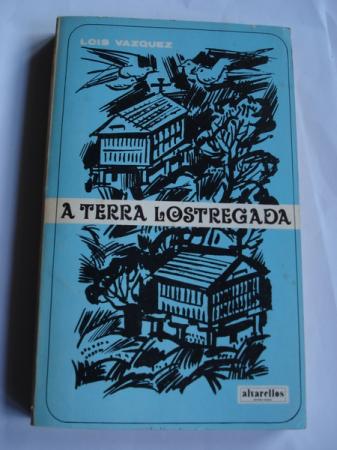 LOIS VAZQUEZ
A TERRA LOSTREGADA
alvarellos